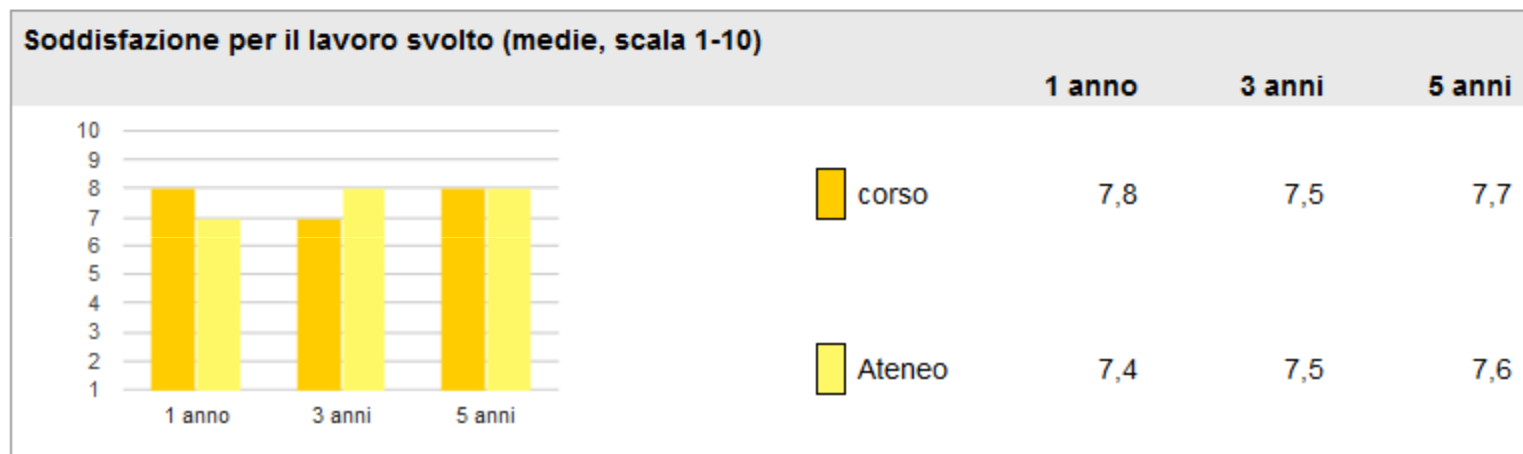 Soddisfazione per il lavoro svolto (medie, scala 1-10)
1 anno 3 anni 5 anni
10
9
8
7
6
5
4
3
2
1
1 anno 3 anni 5 anni
corso 7,8 7,5 7,7
Ateneo 7,4 7,5 7,6